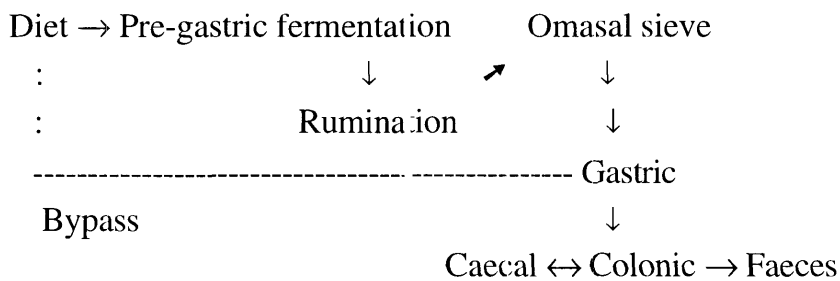 Diet → Pre-gastric fermentation Omasal sieve
: ↓ ➚ ↓
: Rumination ↓
------------------------------------------------ Gastric
Bypass ↓
Caecal ↔ Colonic → Faeces